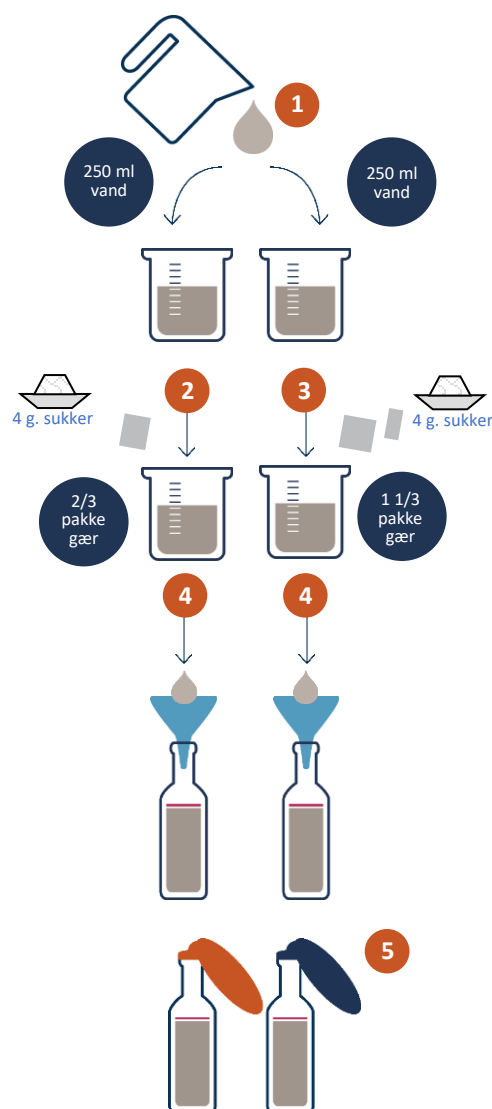 1
250 ml
vand
250 ml
vand
2
3
4 g. sukker
4 g. sukker
2/3
pakke
gær
1 1/3
pakke
gær
4
4
5